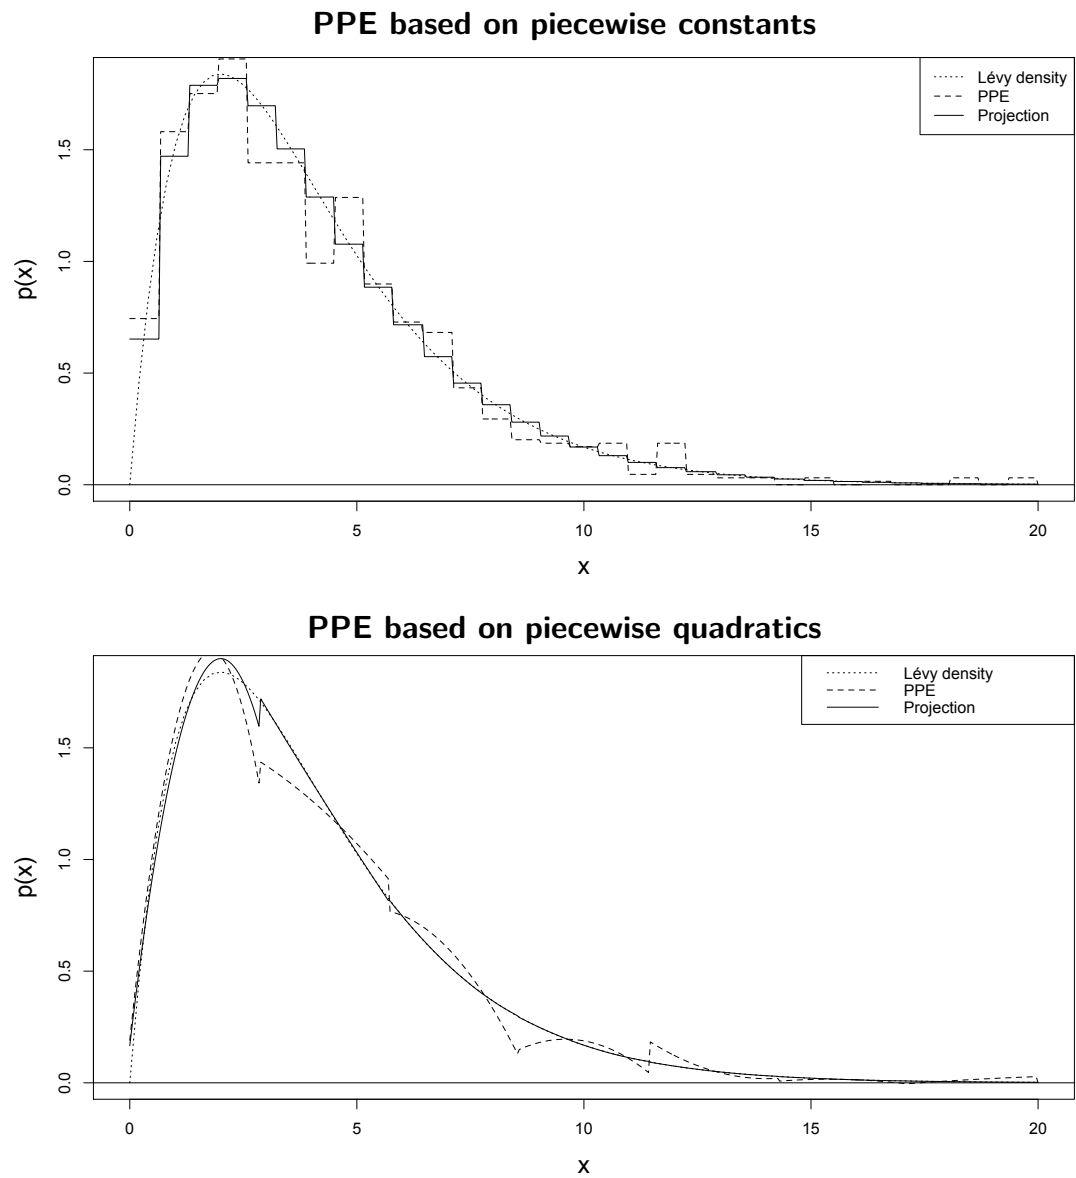 PPE based on piecewise constants
Lévy density
PPE
Projection
p(x)
0.0
0.5
1.0
1.5
0
5
10
15
20
x
PPE based on piecewise quadratics
Lévy density
PPE
Projection
p(x)
0.0
0.5
1.0
1.5
0
5
10
15
20
x